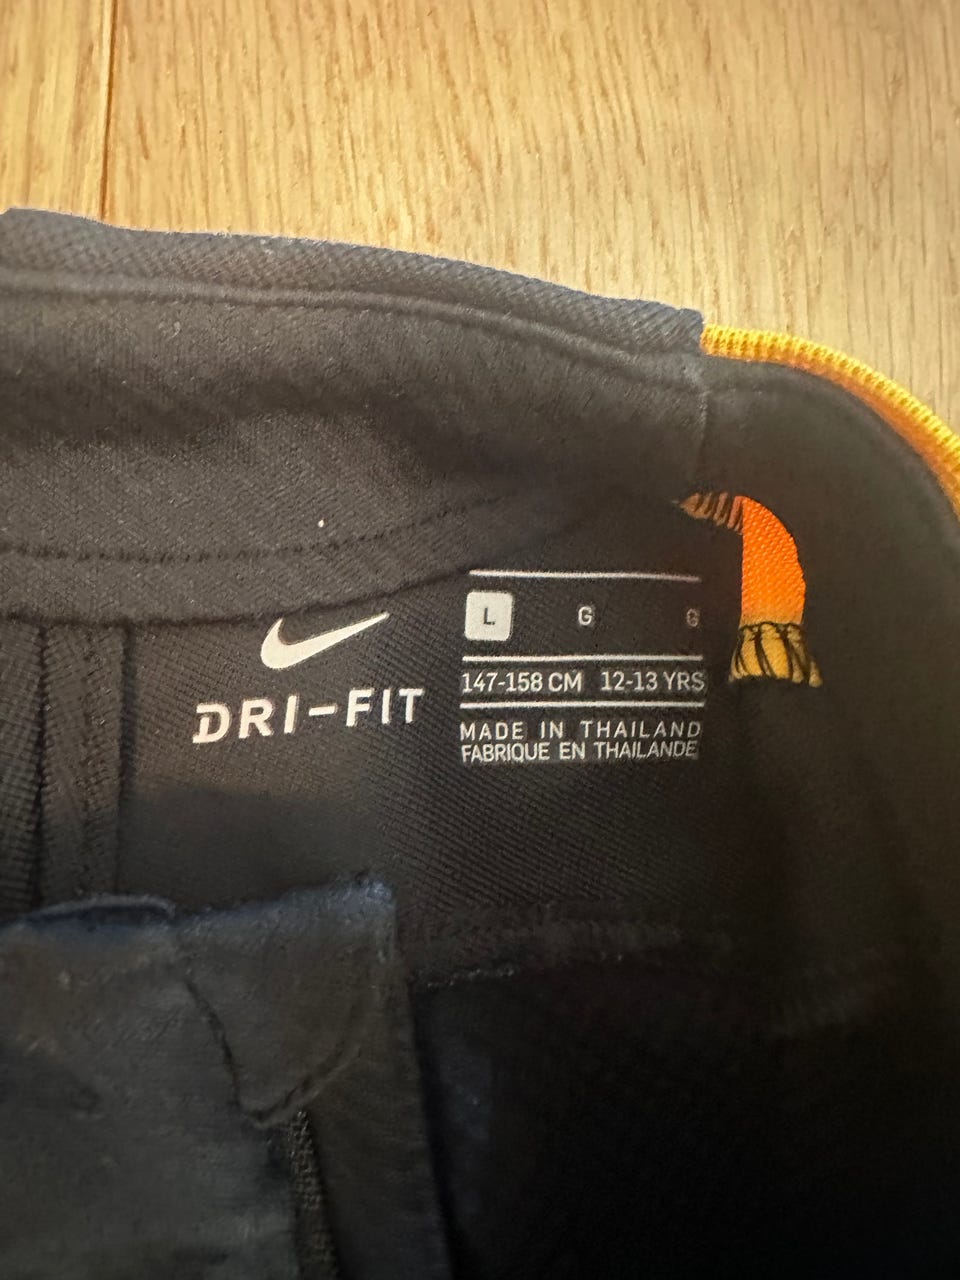 DRI-FIT
L G G
147-158 CM 12-13 YRS
MADE IN THAILAND
FABRIQUE EN THAILANDE